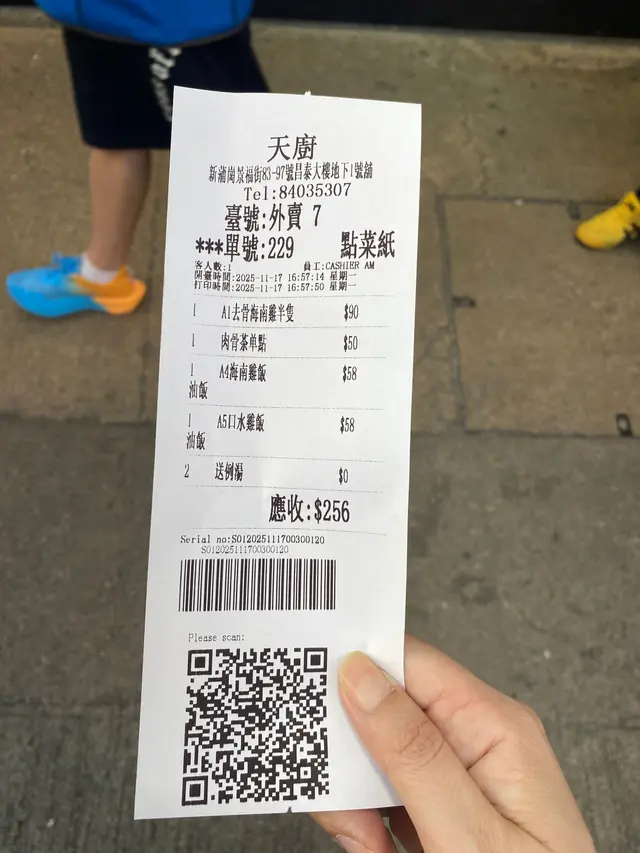 天廚
新蒲崗景福街83-97號昌泰大樓地下1號舖
Tel:84035307
臺號:外賣 7
***單號:229 點菜紙
客人數:1 員工:CASHIER AM
開臺時間:2025-11-17 16:57:14 星期一
打印時間:2025-11-17 16:57:50 星期一
1 A1去骨海南雞半隻 $90
1 肉骨茶单點 $50
1 A4海南雞飯 $58
油飯
1 A5口水雞飯 $58
油飯
2 送例湯 $0
應收:$256
Serial no:S012025111700300120
S012025111700300120
Please scan: